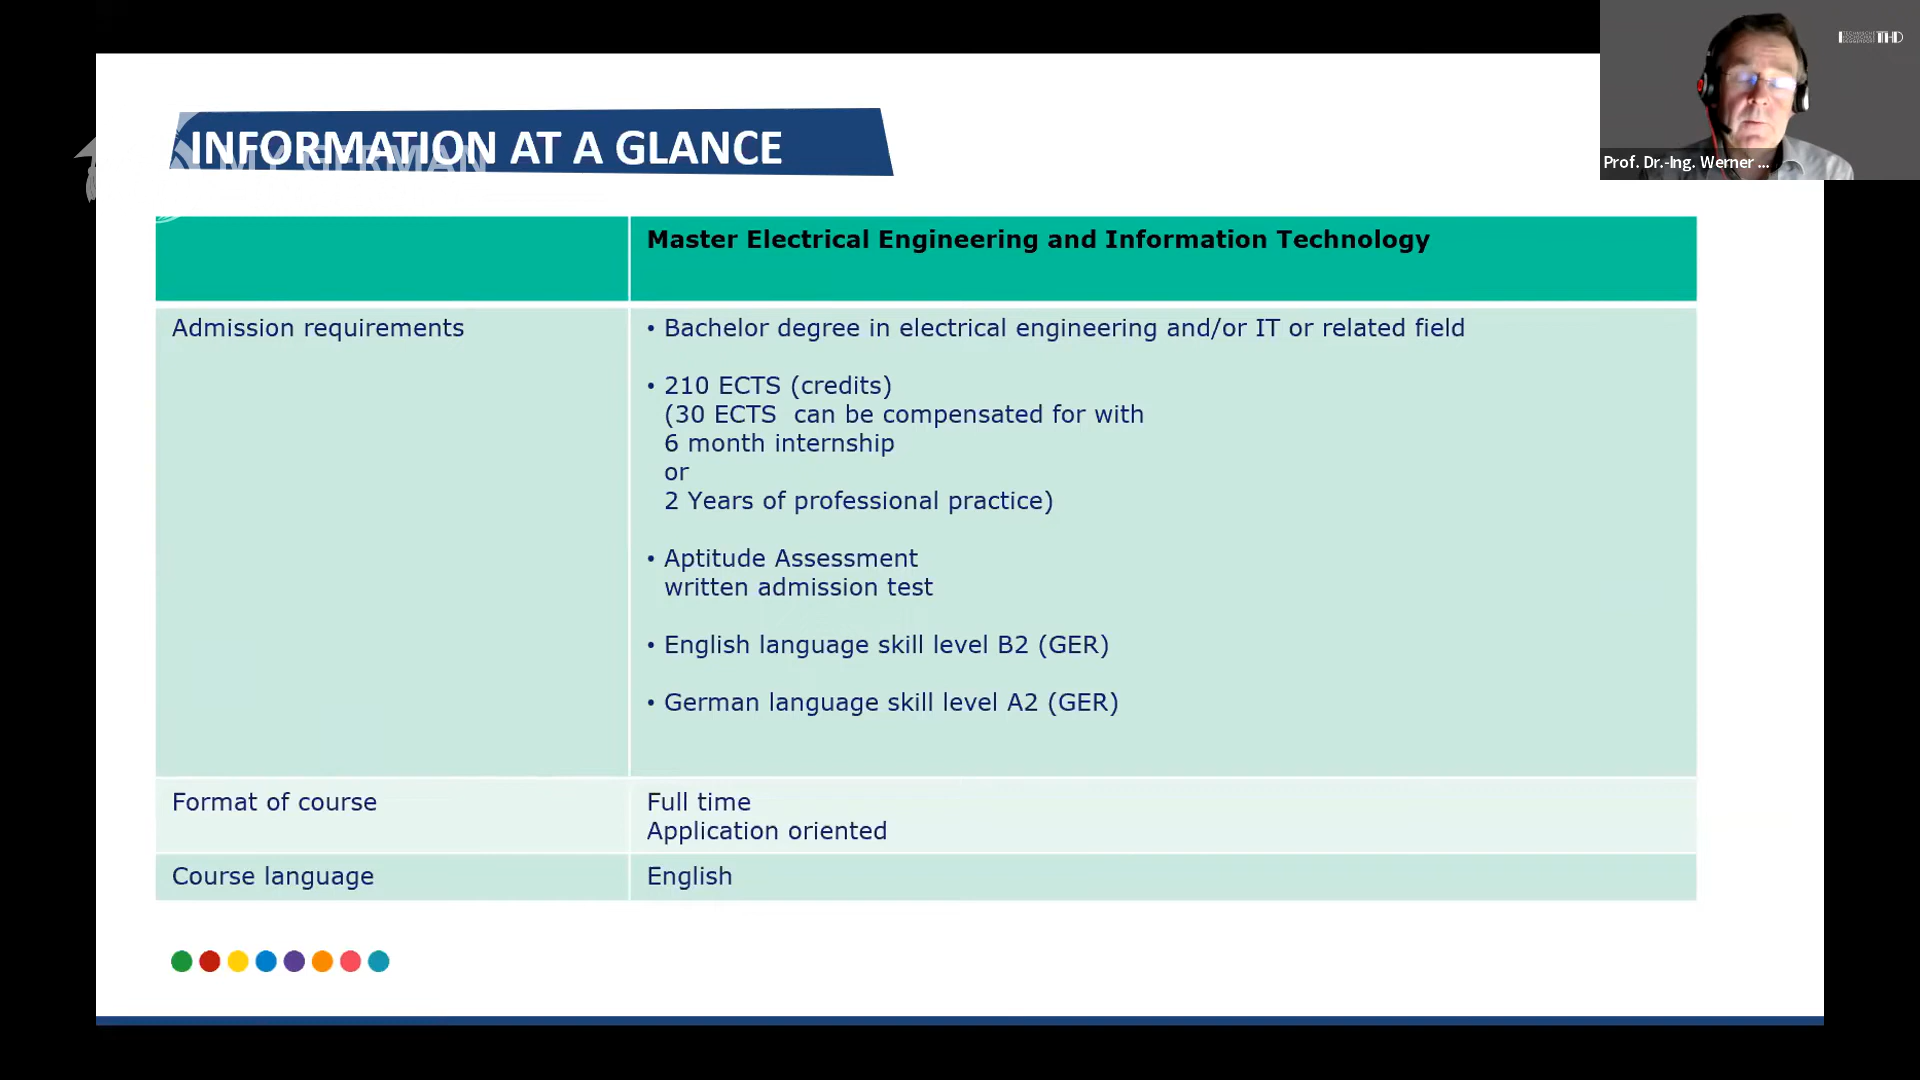 INFORMATION AT A GLANCE
MY GERMAN
Prof. Dr.-Ing. Werner ...
THD
Master Electrical Engineering and Information Technology
Admission requirements
• Bachelor degree in electrical engineering and/or IT or related field
• 210 ECTS (credits)
(30 ECTS can be compensated for with
6 month internship
or
2 Years of professional practice)
• Aptitude Assessment
written admission test
• English language skill level B2 (GER)
• German language skill level A2 (GER)
Format of course
Full time
Application oriented
Course language
English